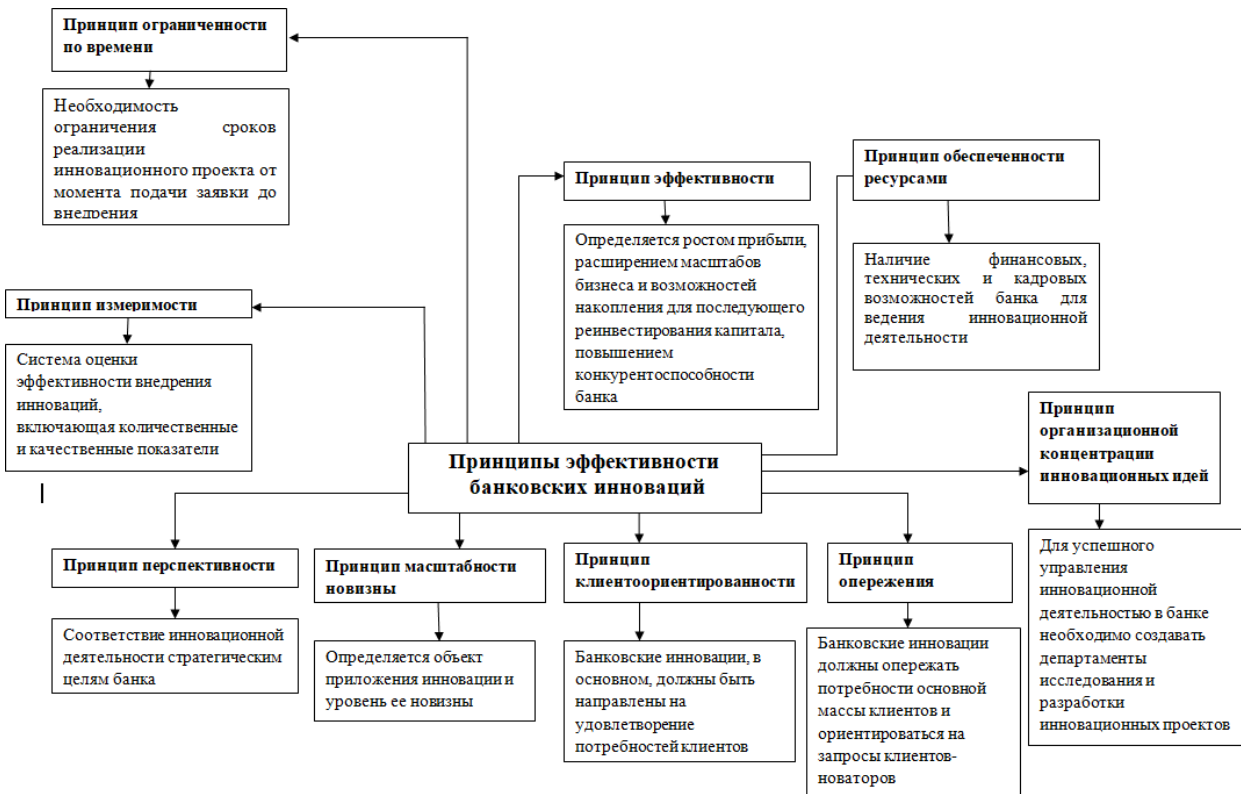 Принцип ограниченности
по времени
Необходимость
ограничения сроков
реализации
инновационного проекта от
момента подачи заявки до
внедрения
Принцип эффективности
Определяется ростом прибыли,
расширением масштабов
бизнеса и возможностей
накопления для последующего
реинвестирования капитала,
повышением
конкурентоспособности
банка
Принцип обеспеченности
ресурсами
Наличие финансовых,
технических и кадровых
возможностей банка для
ведения инновационной
деятельности
Принцип измеримости
Система оценки
эффективности внедрения
инноваций,
включающая количественные
и качественные показатели
Принципы эффективности
банковских инноваций
Принцип
организационной
концентрации
инновационных идей
Для успешного
управления
инновационной
деятельностью в банке
необходимо создавать
департаменты
исследования и
разработки
инновационных проектов
Принцип перспективности
Соответствие инновационной
деятельности стратегическим
целям банка
Принцип масштабности
новизны
Определяется объект
приложения инновации и
уровень ее новизны
Принцип
клиентоориентированности
Банковские инновации, в
основном, должны быть
направлены на
удовлетворение
потребностей клиентов
Принцип
опережения
Банковские инновации
должны опережать
потребности основной
массы клиентов и
ориентироваться на
запросы клиентов-
новаторов